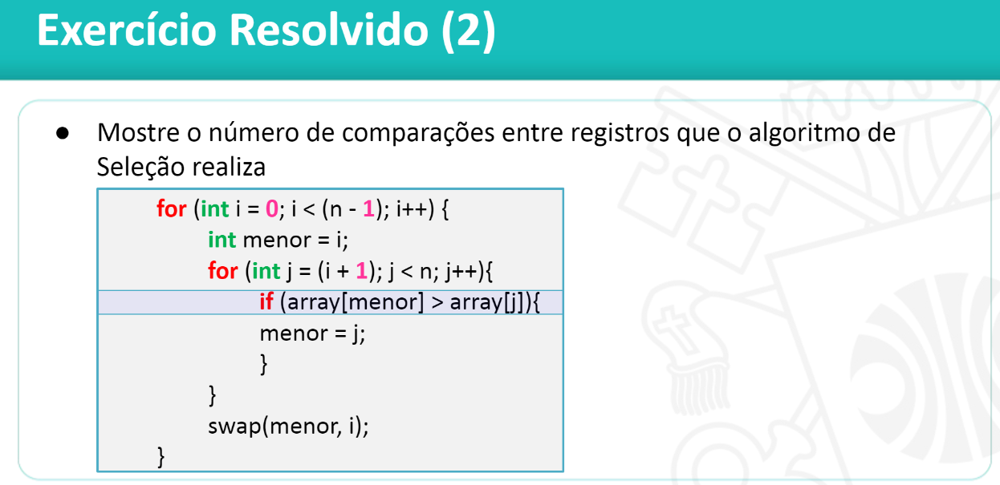 Exercício Resolvido (2)
● Mostre o número de comparações entre registros que o algoritmo de
Seleção realiza
for (int i = 0; i < (n - 1); i++) {
int menor = i;
for (int j = (i + 1); j < n; j++){
if (array[menor] > array[j]){
menor = j;
}
}
swap(menor, i);
}